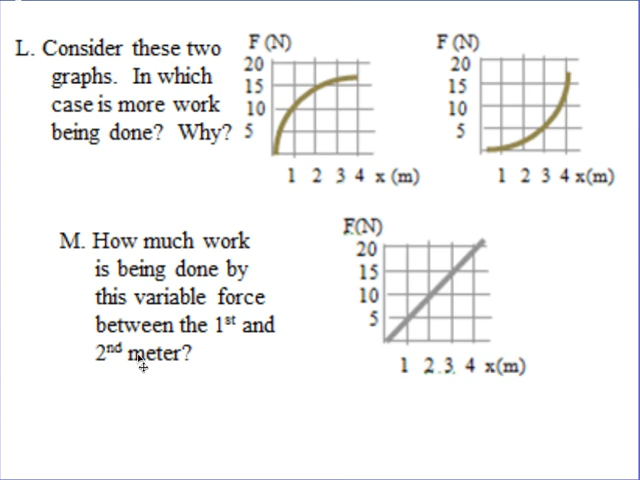 L. Consider these two
graphs. In which
case is more work
being done? Why?
F (N)
20
15
10
5
1 2 3 4 x (m)
F (N)
20
15
10
5
1 2 3 4 x(m)
M. How much work
is being done by
this variable force
between the 1st and
2nd meter?
F(N)
20
15
10
5
1 2 3 4 x(m)